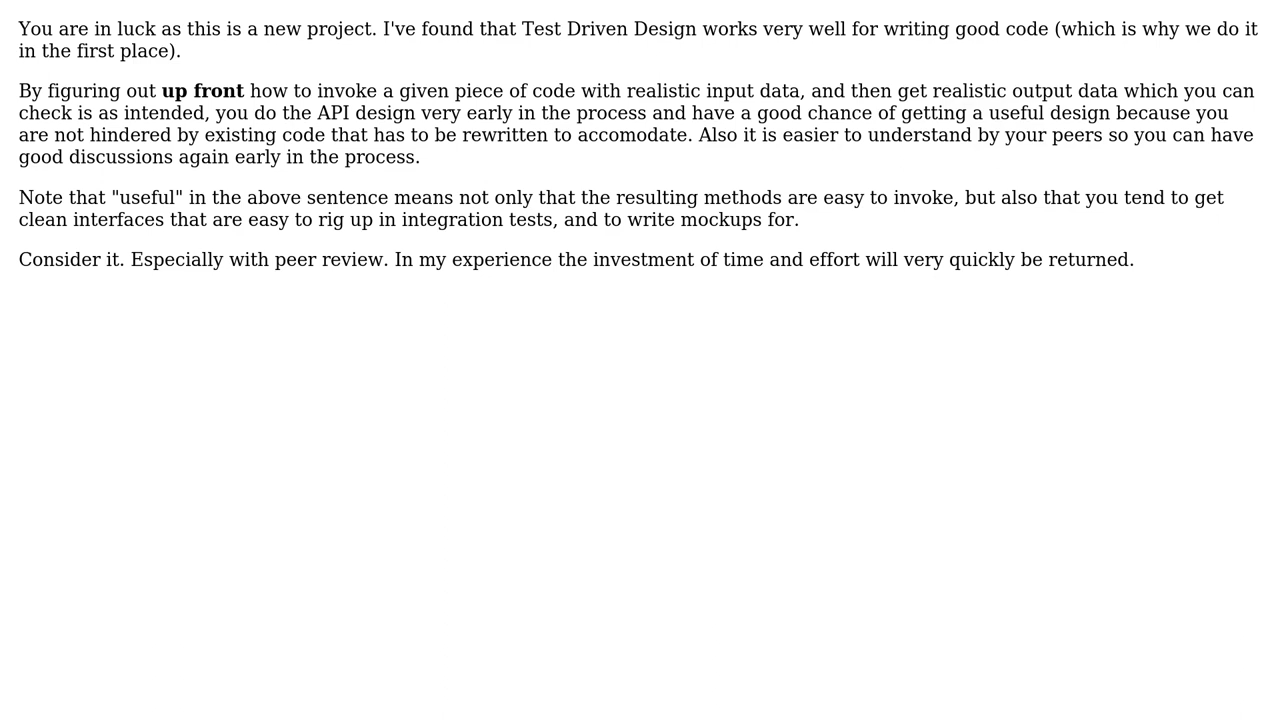 You are in luck as this is a new project. I've found that Test Driven Design works very well for writing good code (which is why we do it
in the first place).
By figuring out up front how to invoke a given piece of code with realistic input data, and then get realistic output data which you can
check is as intended, you do the API design very early in the process and have a good chance of getting a useful design because you
are not hindered by existing code that has to be rewritten to accomodate. Also it is easier to understand by your peers so you can have
good discussions again early in the process.
Note that "useful" in the above sentence means not only that the resulting methods are easy to invoke, but also that you tend to get
clean interfaces that are easy to rig up in integration tests, and to write mockups for.
Consider it. Especially with peer review. In my experience the investment of time and effort will very quickly be returned.